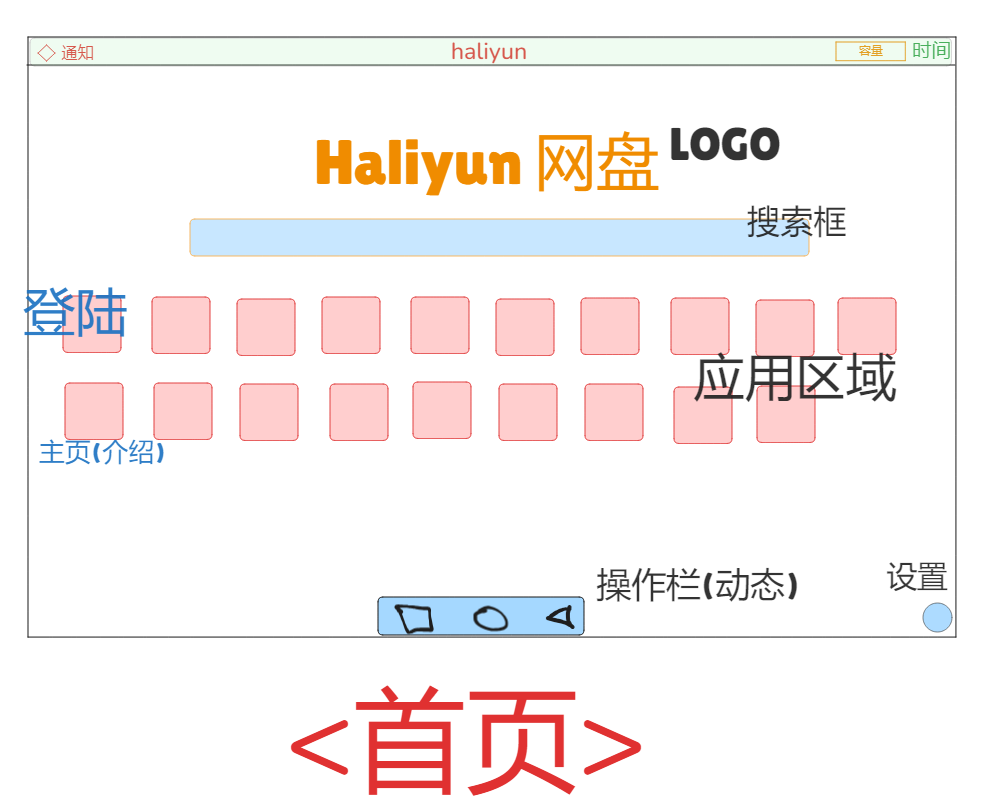 通知
haliyun
容量
时间
Haliyun 网盘
LOGO
搜索框
登陆
应用区域
主页(介绍)
操作栏(动态)
设置
<首页>